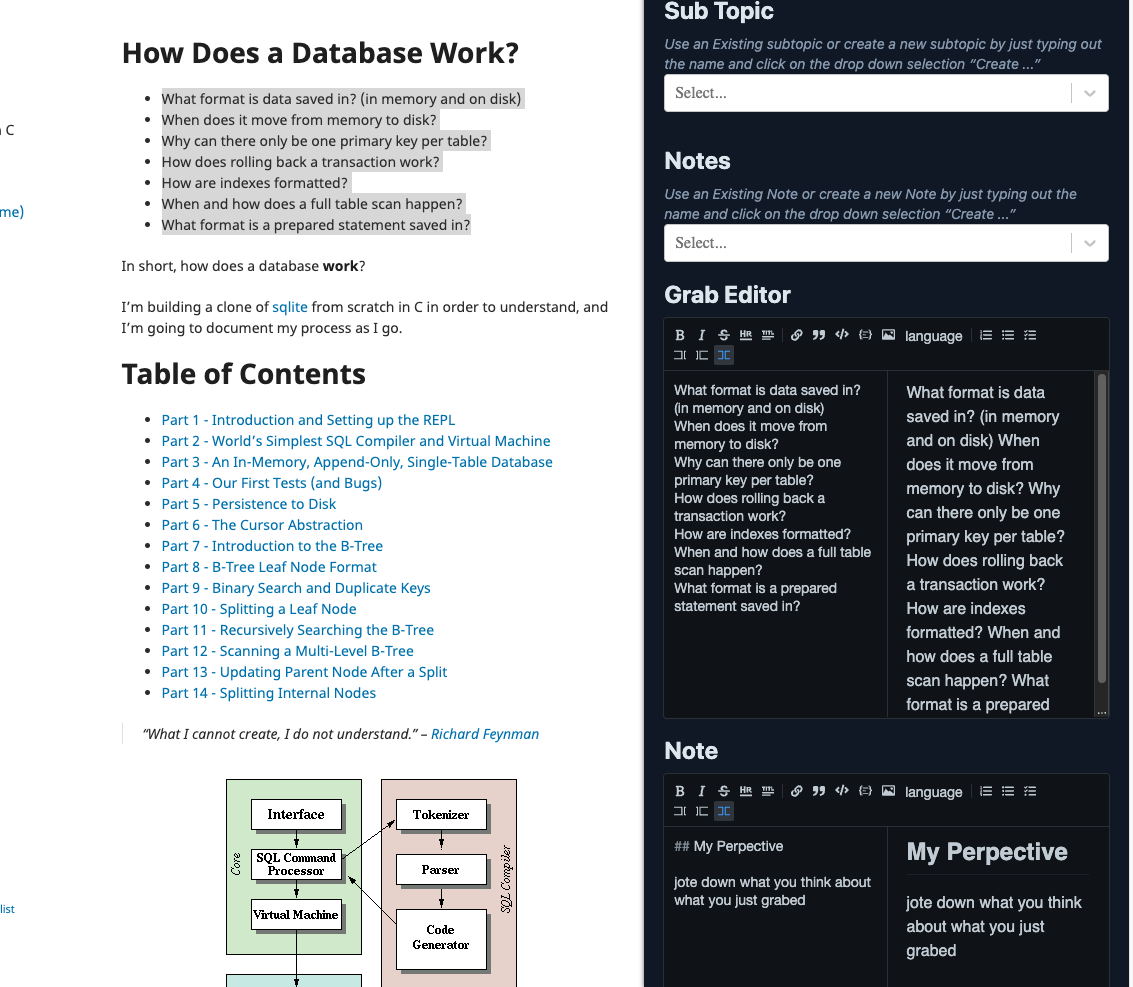 How Does a Database Work?
What format is data saved in? (in memory and on disk)
When does it move from memory to disk?
Why can there only be one primary key per table?
How does rolling back a transaction work?
How are indexes formatted?
When and how does a full table scan happen?
What format is a prepared statement saved in?
In short, how does a database work?
I’m building a clone of sqlite from scratch in C in order to understand, and
I’m going to document my process as I go.
Table of Contents
Part 1 - Introduction and Setting up the REPL
Part 2 - World’s Simplest SQL Compiler and Virtual Machine
Part 3 - An In-Memory, Append-Only, Single-Table Database
Part 4 - Our First Tests (and Bugs)
Part 5 - Persistence to Disk
Part 6 - The Cursor Abstraction
Part 7 - Introduction to the B-Tree
Part 8 - B-Tree Leaf Node Format
Part 9 - Binary Search and Duplicate Keys
Part 10 - Splitting a Leaf Node
Part 11 - Recursively Searching the B-Tree
Part 12 - Scanning a Multi-Level B-Tree
Part 13 - Updating Parent Node After a Split
Part 14 - Splitting Internal Nodes
“What I cannot create, I do not understand.” – Richard Feynman
Core
Interface
SQL Command
Processor
Virtual Machine
Tokenizer
Parser
Code
Generator
SQL Compiler
C
me)
list
Sub Topic
Use an Existing subtopic or create a new subtopic by just typing out
the name and click on the drop down selection “Create ...”
Select...
Notes
Use an Existing Note or create a new Note by just typing out the
name and click on the drop down selection “Create ...”
Select...
Grab Editor
B I S HR TTL language
What format is data saved in?
(in memory and on disk)
When does it move from
memory to disk?
Why can there only be one
primary key per table?
How does rolling back a
transaction work?
How are indexes formatted?
When and how does a full table
scan happen?
What format is a prepared
statement saved in?
What format is data
saved in? (in memory
and on disk) When
does it move from
memory to disk? Why
can there only be one
primary key per table?
How does rolling back
a transaction work?
How are indexes
formatted? When and
how does a full table
scan happen? What
format is a prepared
...
Note
B I S HR TTL language
## My Perpective
jote down what you think about
what you just grabed
My Perpective
jote down what you think
about what you just
grabed